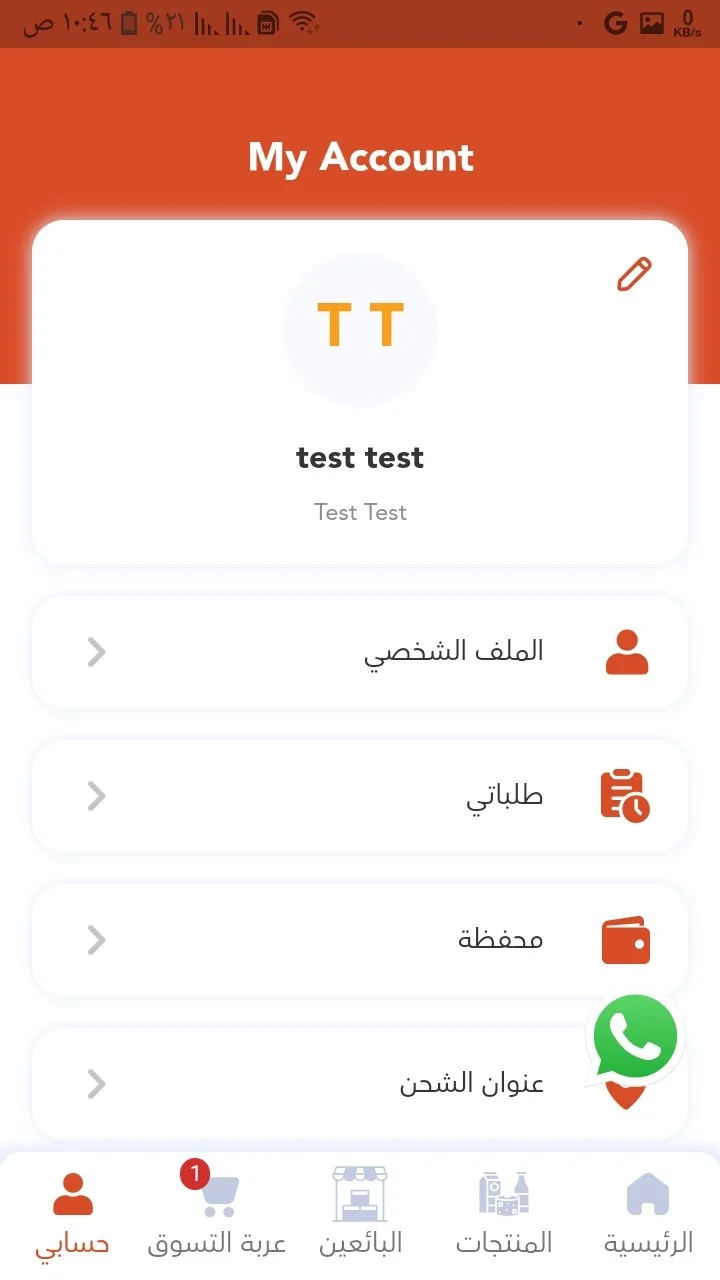 ١٠:٤٦ ص
٢١%
G
0
KB/s
My Account
T T
test test
Test Test
الملف الشخصي
طلباتي
محفظة
عنوان الشحن
الرئيسية
المنتجات
البائعين
1
عربة التسوق
حسابي